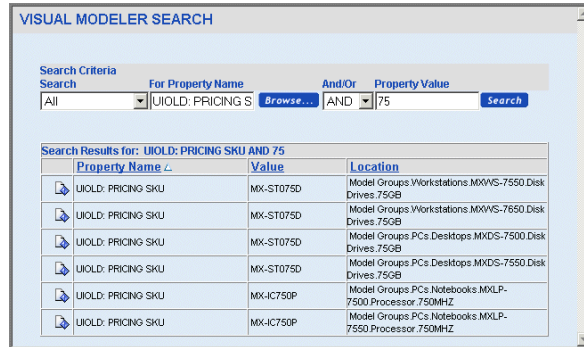 VISUAL MODELER SEARCH
Search Criteria
Search For Property Name And/Or Property Value
All UIOLD: PRICING S Browse... AND 75 Search
Search Results for: UIOLD: PRICING SKU AND 75
Property Name Value Location
UIOLD: PRICING SKU MX-ST075D Model Groups.Workstations.MXWS-7550.Disk
Drives.75GB
UIOLD: PRICING SKU MX-ST075D Model Groups.Workstations.MXWS-7650.Disk
Drives.75GB
UIOLD: PRICING SKU MX-ST075D Model Groups.PCs.Desktops.MXDS-7500.Disk
Drives.75GB
UIOLD: PRICING SKU MX-ST075D Model Groups.PCs.Desktops.MXDS-7550.Disk
Drives.75GB
UIOLD: PRICING SKU MX-IC750P Model Groups.PCs.Notebooks.MXLP-
7500.Processor.750MHZ
UIOLD: PRICING SKU MX-IC750P Model Groups.PCs.Notebooks.MXLP-
7550.Processor.750MHZ